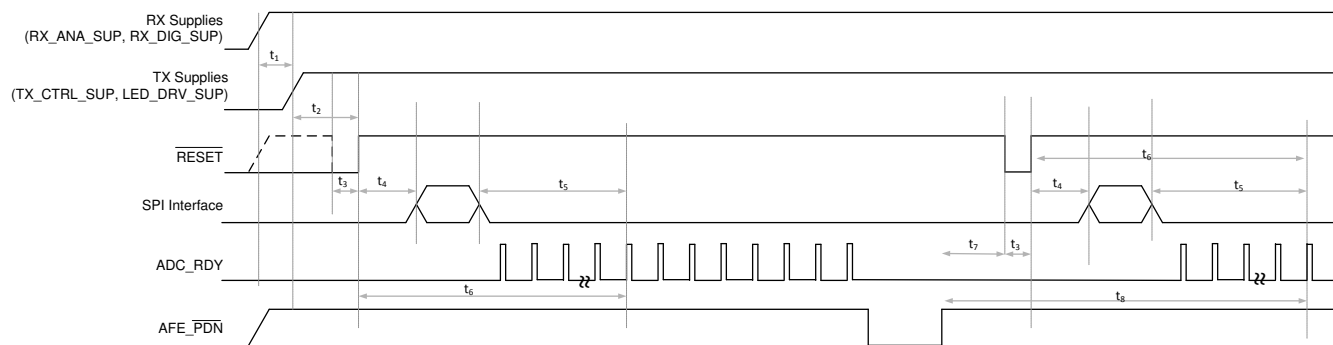 RX Supplies
(RX_ANA_SUP, RX_DIG_SUP)
t1
TX Supplies
(TX_CTRL_SUP, LED_DRV_SUP)
t2
RESET
t6
t3
t4
t5
t4
t5
SPI Interface
t7
t3
ADC_RDY
t6
t8
AFE_PDN